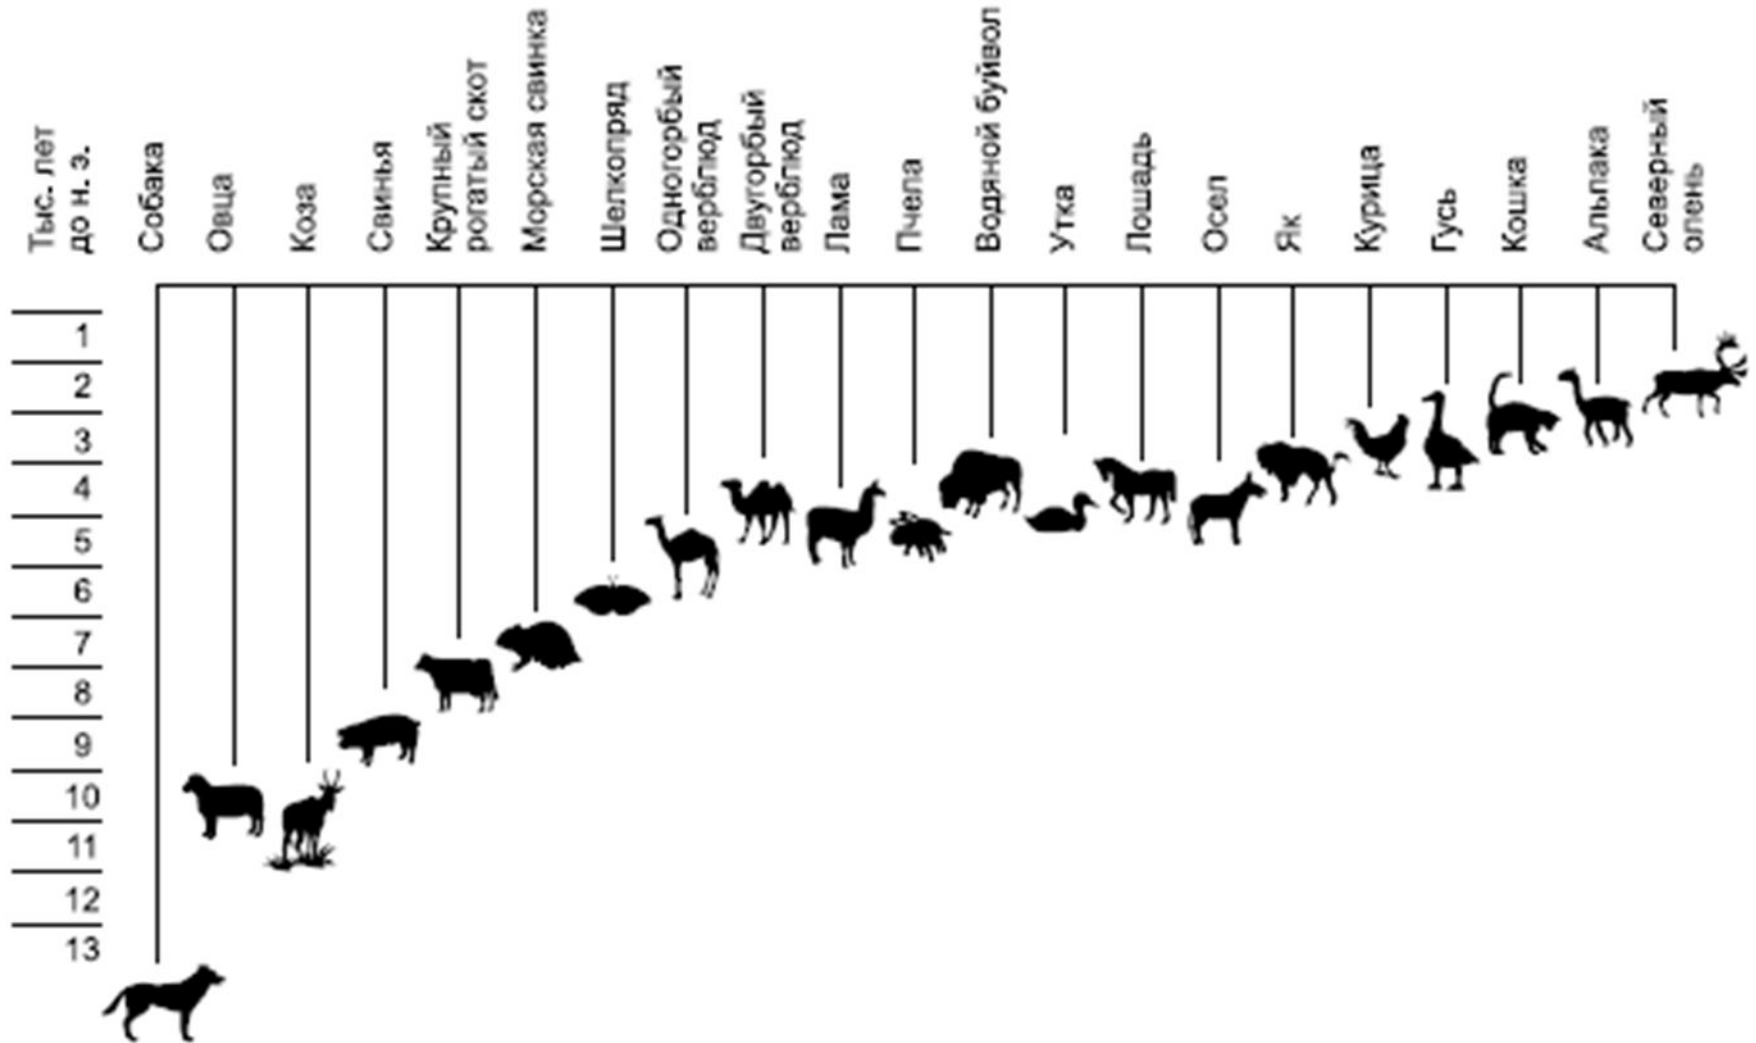 Тыс. лет
до н. э.
Собака
Овца
Коза
Свинья
Крупный
рогатый скот
Морская свинка
Шелкопряд
Одногорбый
верблюд
Двугорбый
верблюд
Лама
Пчела
Водяной буйвол
Утка
Лошадь
Осел
Як
Курица
Гусь
Кошка
Альпака
Северный
олень
1
2
3
4
5
6
7
8
9
10
11
12
13